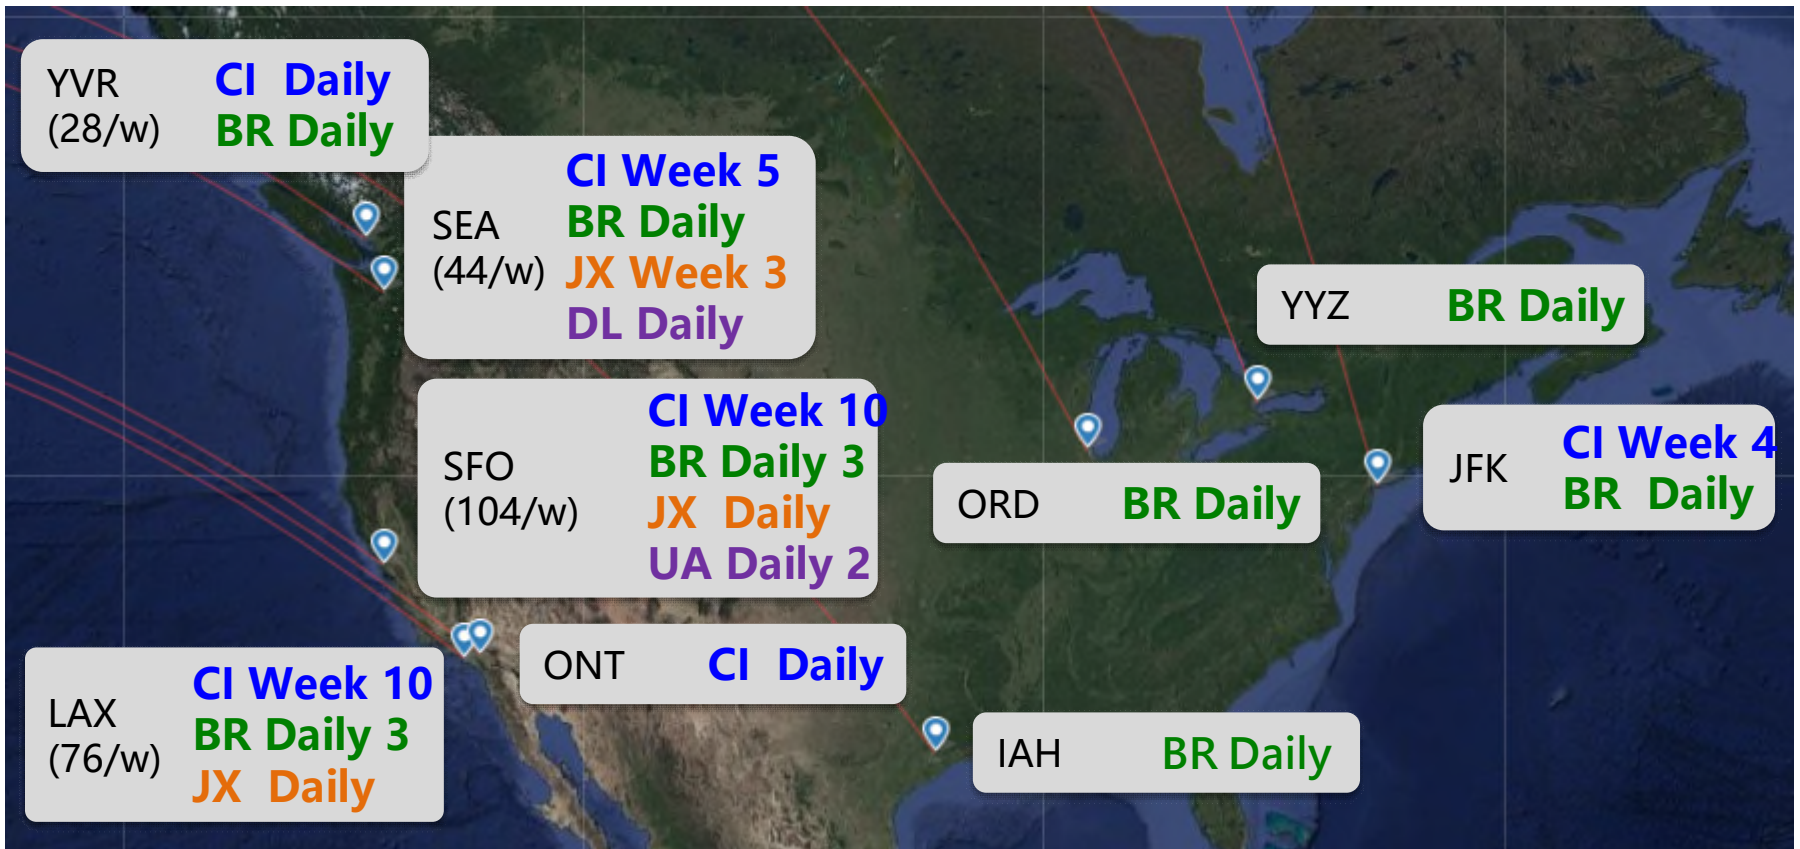 YVR
(28/w)
CI Daily
BR Daily
SEA
(44/w)
CI Week 5
BR Daily
JX Week 3
DL Daily
YYZ
BR Daily
SFO
(104/w)
CI Week 10
BR Daily 3
JX Daily
UA Daily 2
JFK
CI Week 4
BR Daily
ORD
BR Daily
ONT
CI Daily
LAX
(76/w)
CI Week 10
BR Daily 3
JX Daily
IAH
BR Daily